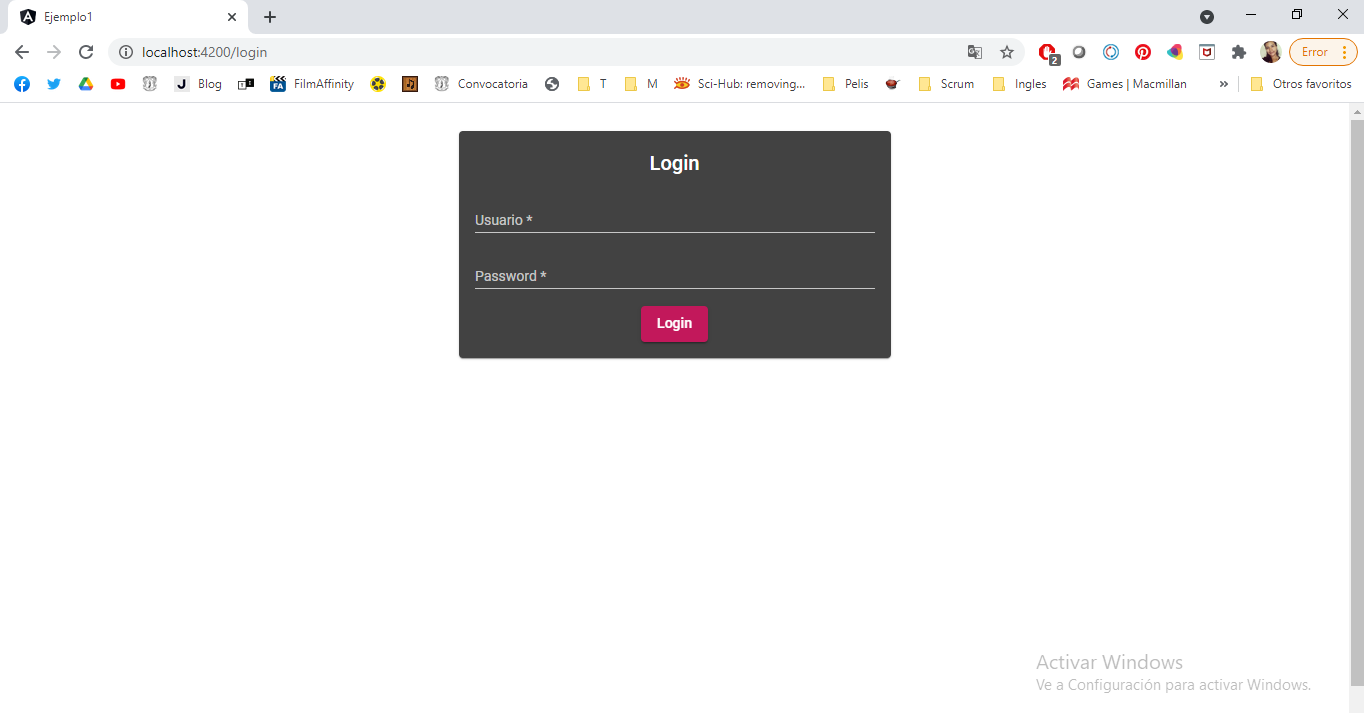 Ejemplo1
localhost:4200/login
2
Error
J Blog
FA FilmAffinity
Convocatoria
T
M
Sci-Hub: removing...
Pelis
Scrum
Ingles
Games | Macmillan
»
Otros favoritos
Login
Usuario *
Password *
Login
Activar Windows
Ve a Configuración para activar Windows.